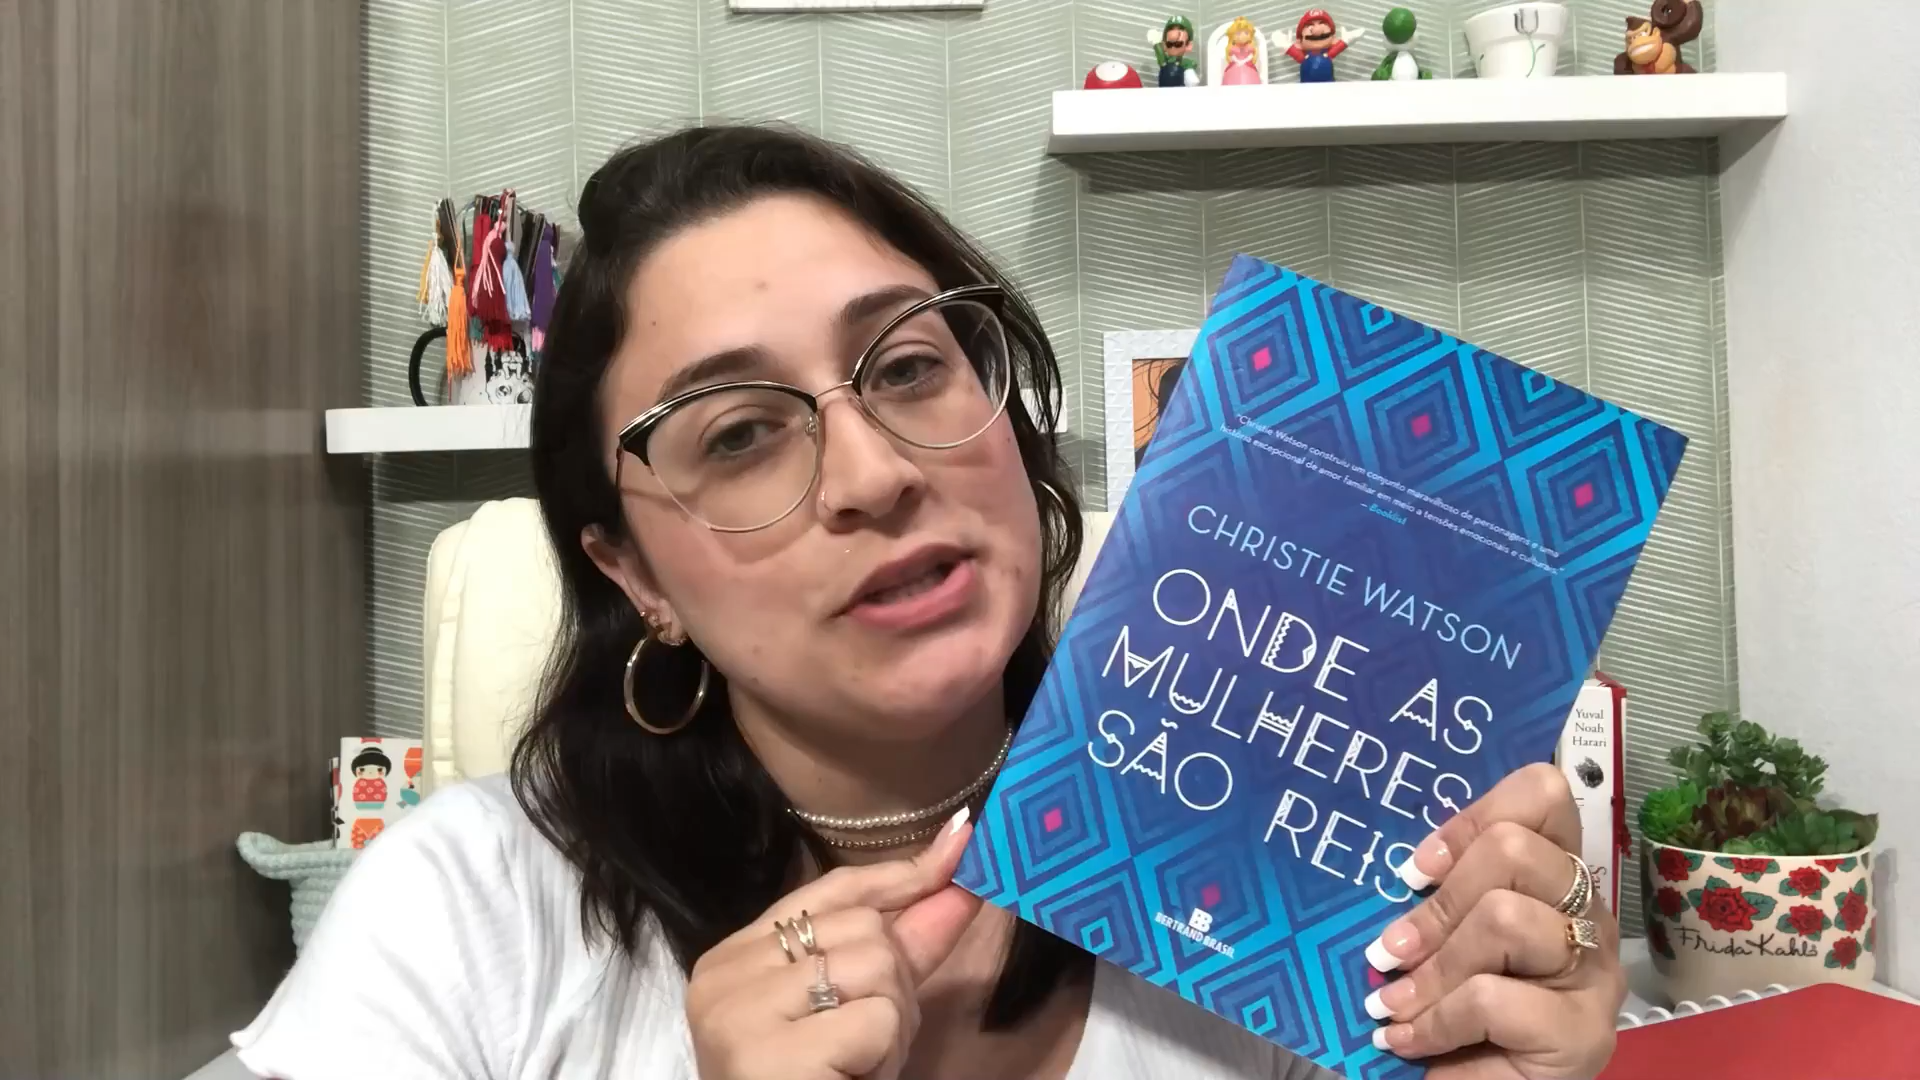 "Christie Watson construiu um conjunto maravilhoso de personagens e uma
história excepcional de amor familiar em meio a tensões emocionais e culturais."
– Booklist
CHRISTIE WATSON
ONDE AS
MULHERES
SÃO REIS
BB
BERTRAND BRASIL
Yuval
Noah
Harari
Frida Kahlo